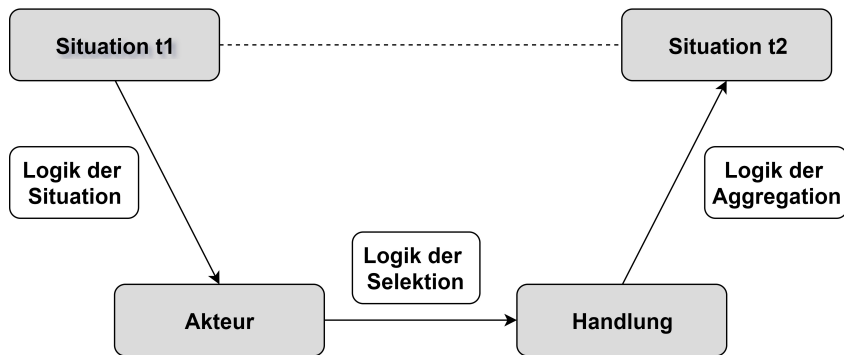 Situation t1
Situation t2
Logik der
Situation
Logik der
Aggregation
Logik der
Selektion
Akteur
Handlung